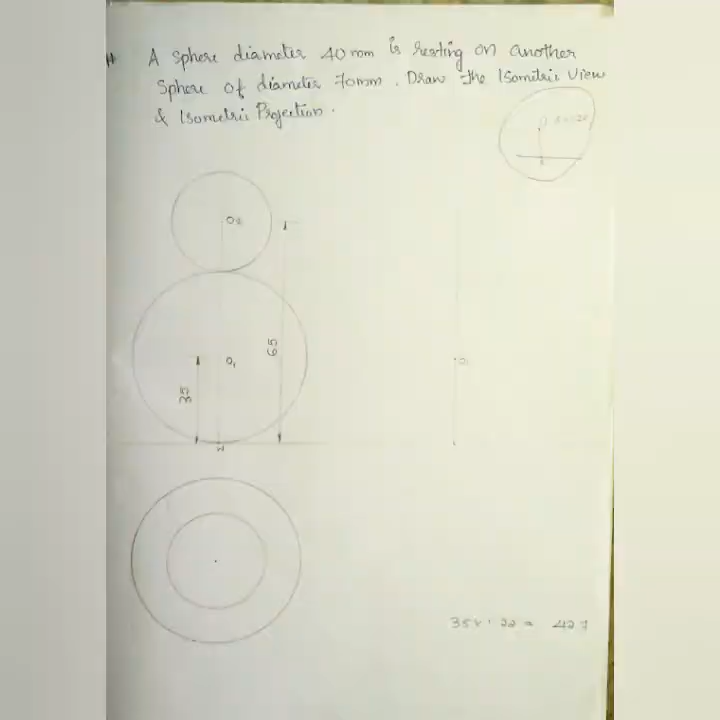 A Sphere diameter 40 mm is resting on another
Sphere of diameter 70mm. Draw the Isometric View
& Isometric Projection.
O₂
65
O₁
35
O₁